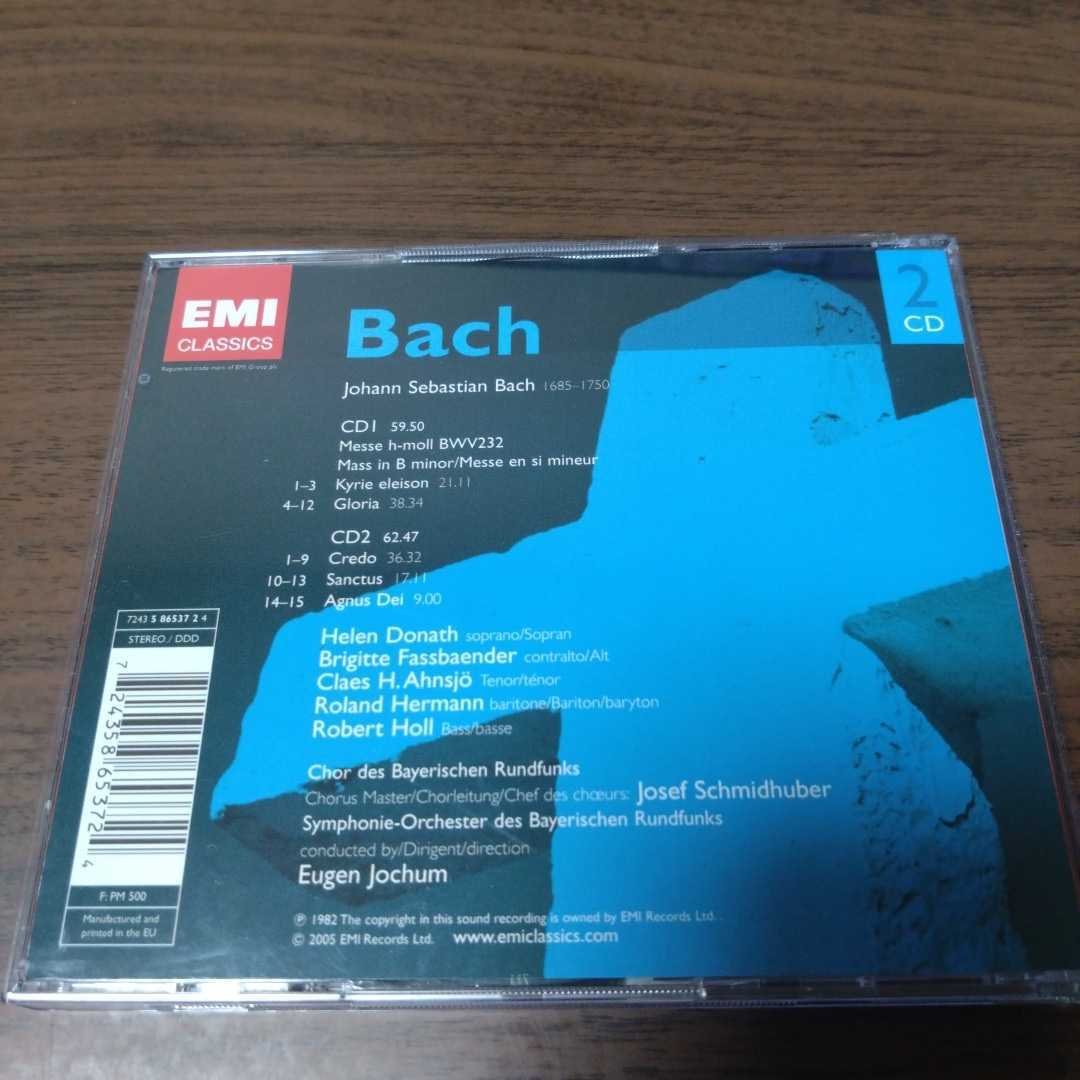 EMI
CLASSICS
Registered trade mark of EMI Group plc
2
CD
Bach
Johann Sebastian Bach 1685–1750
CD1 59.50
Messe h-moll BWV232
Mass in B minor/Messe en si mineur
1–3 Kyrie eleison 21.11
4–12 Gloria 38.34
CD2 62.47
1–9 Credo 36.32
10–13 Sanctus 17.11
14–15 Agnus Dei 9.00
Helen Donath soprano/Sopran
Brigitte Fassbaender contralto/Alt
Claes H. Ahnsjö Tenor/ténor
Roland Hermann baritone/Bariton/baryton
Robert Holl Bass/basse
Chor des Bayerischen Rundfunks
Chorus Master/Chorleitung/Chef des chœurs: Josef Schmidhuber
Symphonie-Orchester des Bayerischen Rundfunks
conducted by/Dirigent/direction
Eugen Jochum
℗ 1982 The copyright in this sound recording is owned by EMI Records Ltd.
© 2005 EMI Records Ltd. www.emiclassics.com
7243 5 86537 2 4
STEREO / DDD
7 24358 65372 4
F: PM 500
Manufactured and
printed in the EU